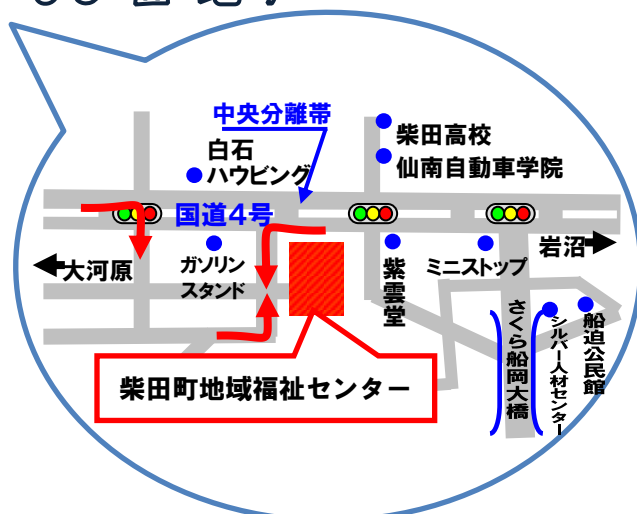 中央分離帯
白石
ハウビング
柴田高校
仙南自動車学院
国道4号
大河原
ガソリン
スタンド
紫雲堂
ミニストップ
岩沼
さくら船岡大橋
シルバー人材センター
船迫公民館
柴田町地域福祉センター